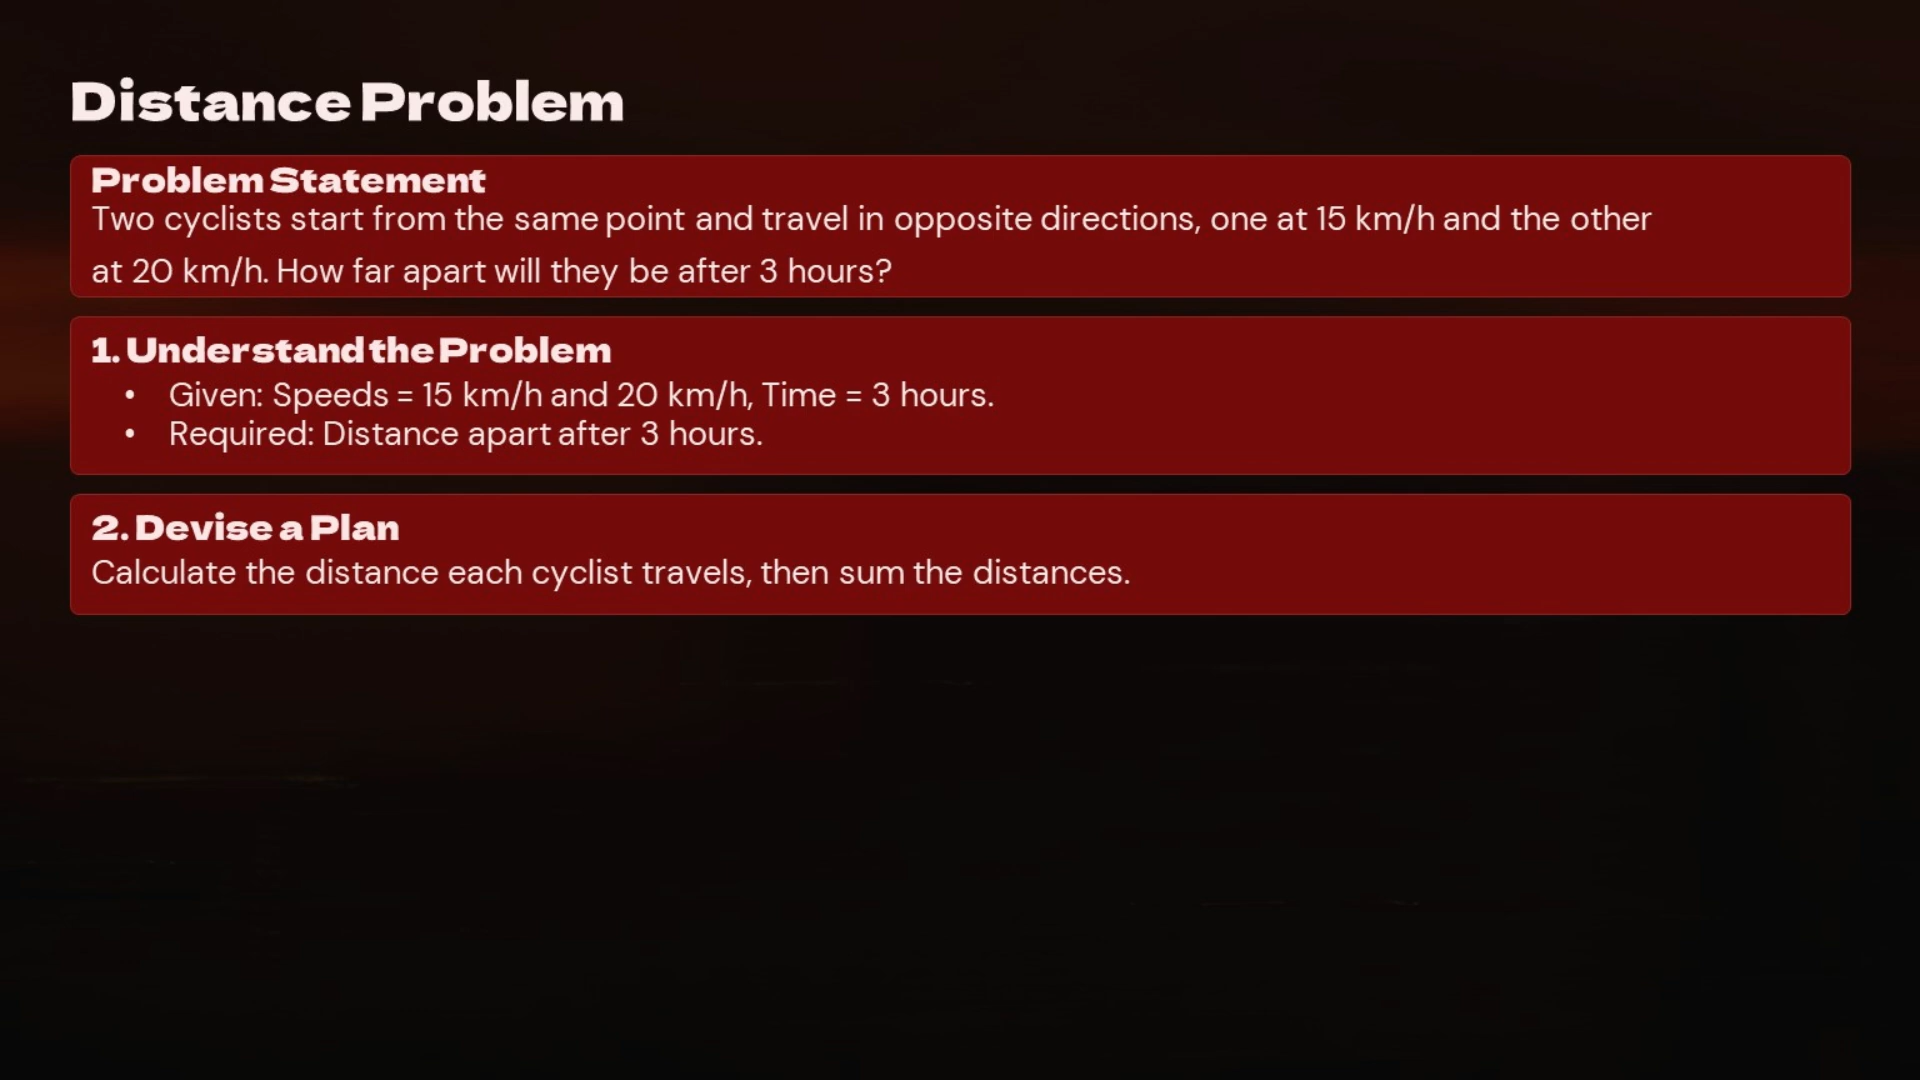 Distance Problem
Problem Statement
Two cyclists start from the same point and travel in opposite directions, one at 15 km/h and the other
at 20 km/h. How far apart will they be after 3 hours?
1. Understand the Problem
• Given: Speeds = 15 km/h and 20 km/h, Time = 3 hours.
• Required: Distance apart after 3 hours.
2. Devise a Plan
Calculate the distance each cyclist travels, then sum the distances.